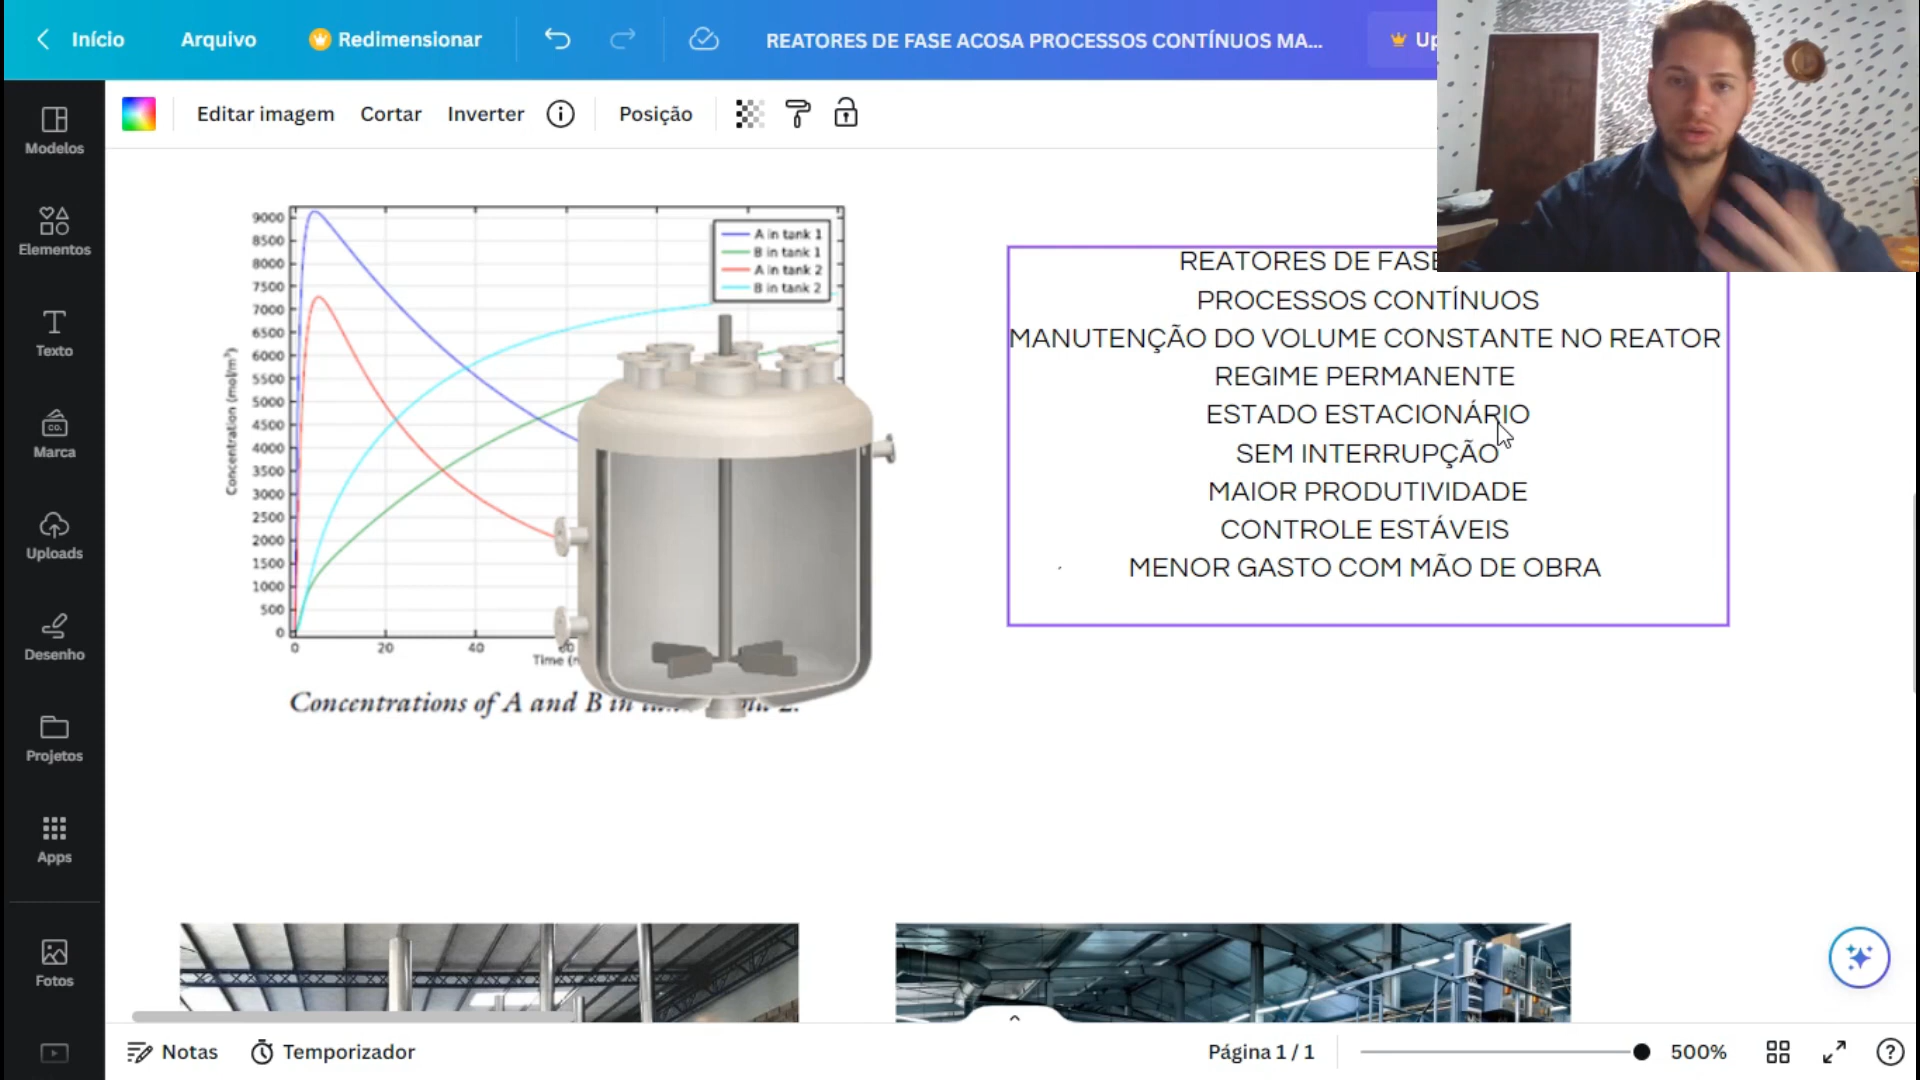 Início
Arquivo
Redimensionar
REATORES DE FASE ACOSA PROCESSOS CONTÍNUOS MA...
Editar imagem
Cortar
Inverter
Posição
Modelos
Elementos
Texto
Marca
Uploads
Desenho
Projetos
Apps
Fotos
9000
8500
8000
7500
7000
6500
6000
5500
5000
4500
4000
3500
3000
2500
2000
1500
1000
500
0
Concentration (mol/m³)
A in tank 1
B in tank 1
A in tank 2
B in tank 2
0
20
40
60
Time
Concentrations of A and B in
2.
REATORES DE FASE
PROCESSOS CONTÍNUOS
MANUTENÇÃO DO VOLUME CONSTANTE NO REATOR
REGIME PERMANENTE
ESTADO ESTACIONÁRIO
SEM INTERRUPÇÃO
MAIOR PRODUTIVIDADE
CONTROLE ESTÁVEIS
MENOR GASTO COM MÃO DE OBRA
Notas
Temporizador
Página 1 / 1
500%